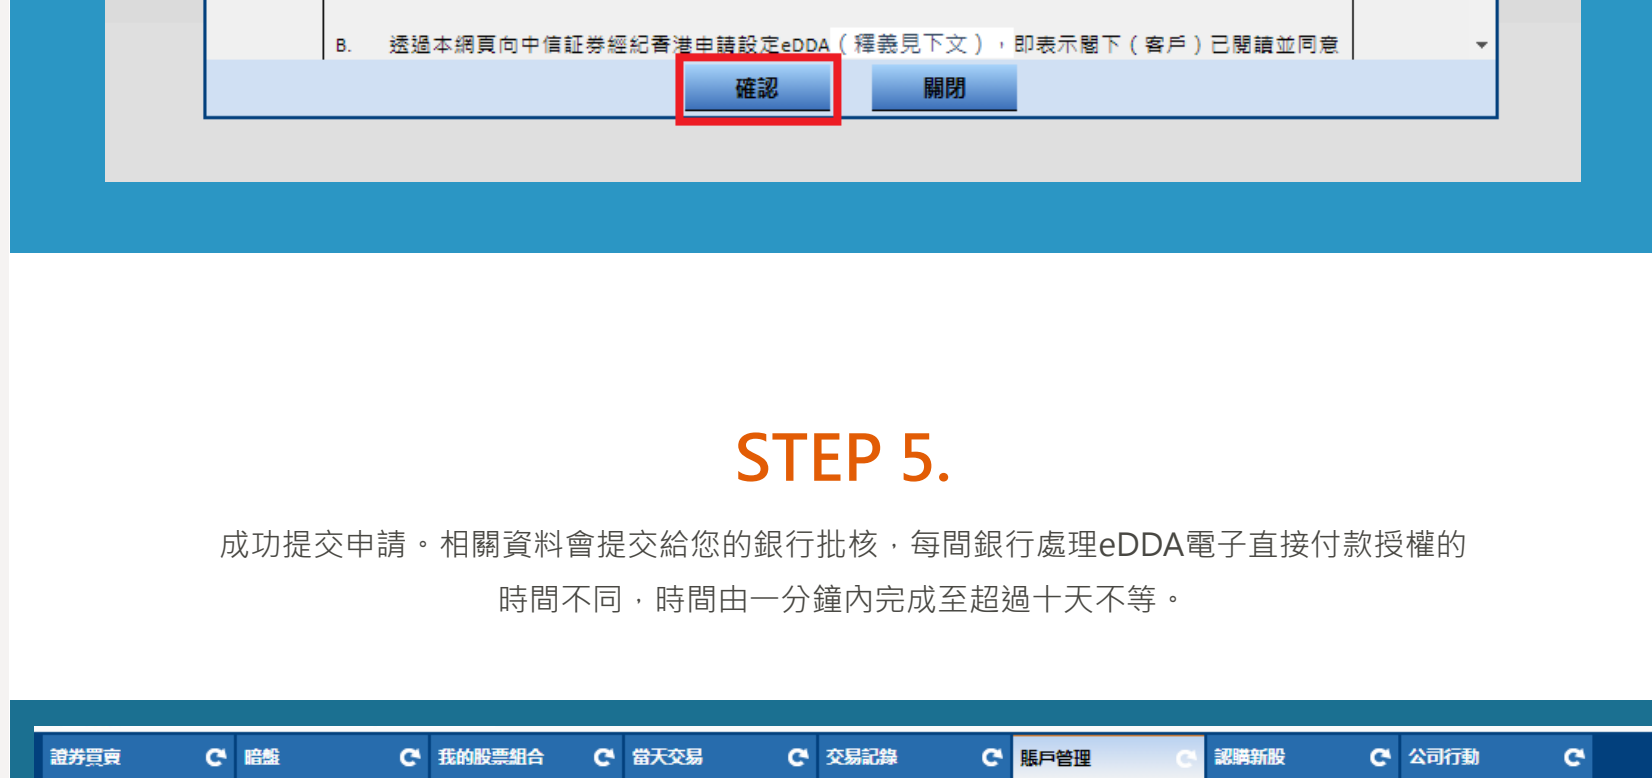 B. 透過本網頁向中信証券經紀香港申請設定eDDA（釋義見下文），即表示閣下（客戶）已閱讀並同意
確認 關閉
STEP 5.
成功提交申請。相關資料會提交給您的銀行批核，每間銀行處理eDDA電子直接付款授權的
時間不同，時間由一分鐘內完成至超過十天不等。
證券買賣 暗盤 我的股票組合 當天交易 交易記錄 賬戶管理 認購新股 公司行動